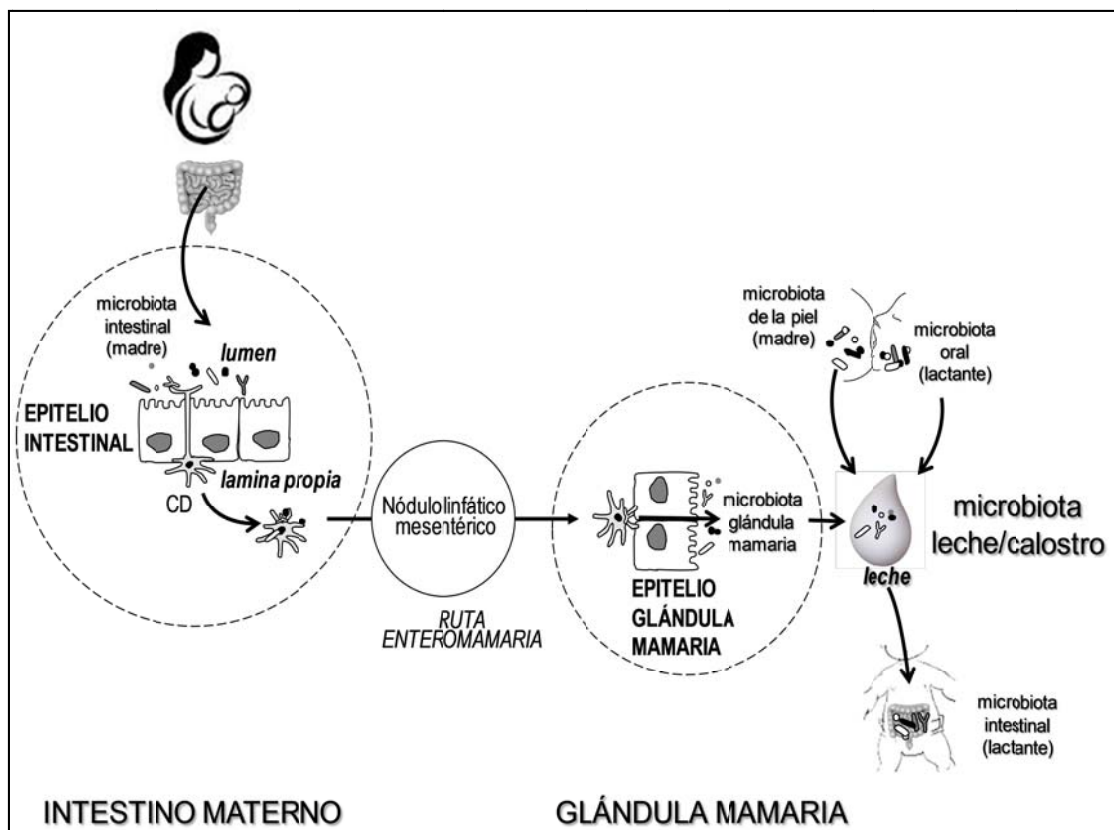 microbiota
intestinal
(madre)
lumen
EPITELIO
INTESTINAL
lamina propia
CD
Nódulo linfático
mesentérico
RUTA
ENTEROMAMARIA
microbiota
glándula
mamaria
EPITELIO
GLÁNDULA
MAMARIA
microbiota
de la piel
(madre)
microbiota
oral
(lactante)
leche
microbiota
leche/calostro
microbiota
intestinal
(lactante)
INTESTINO MATERNO
GLÁNDULA MAMARIA